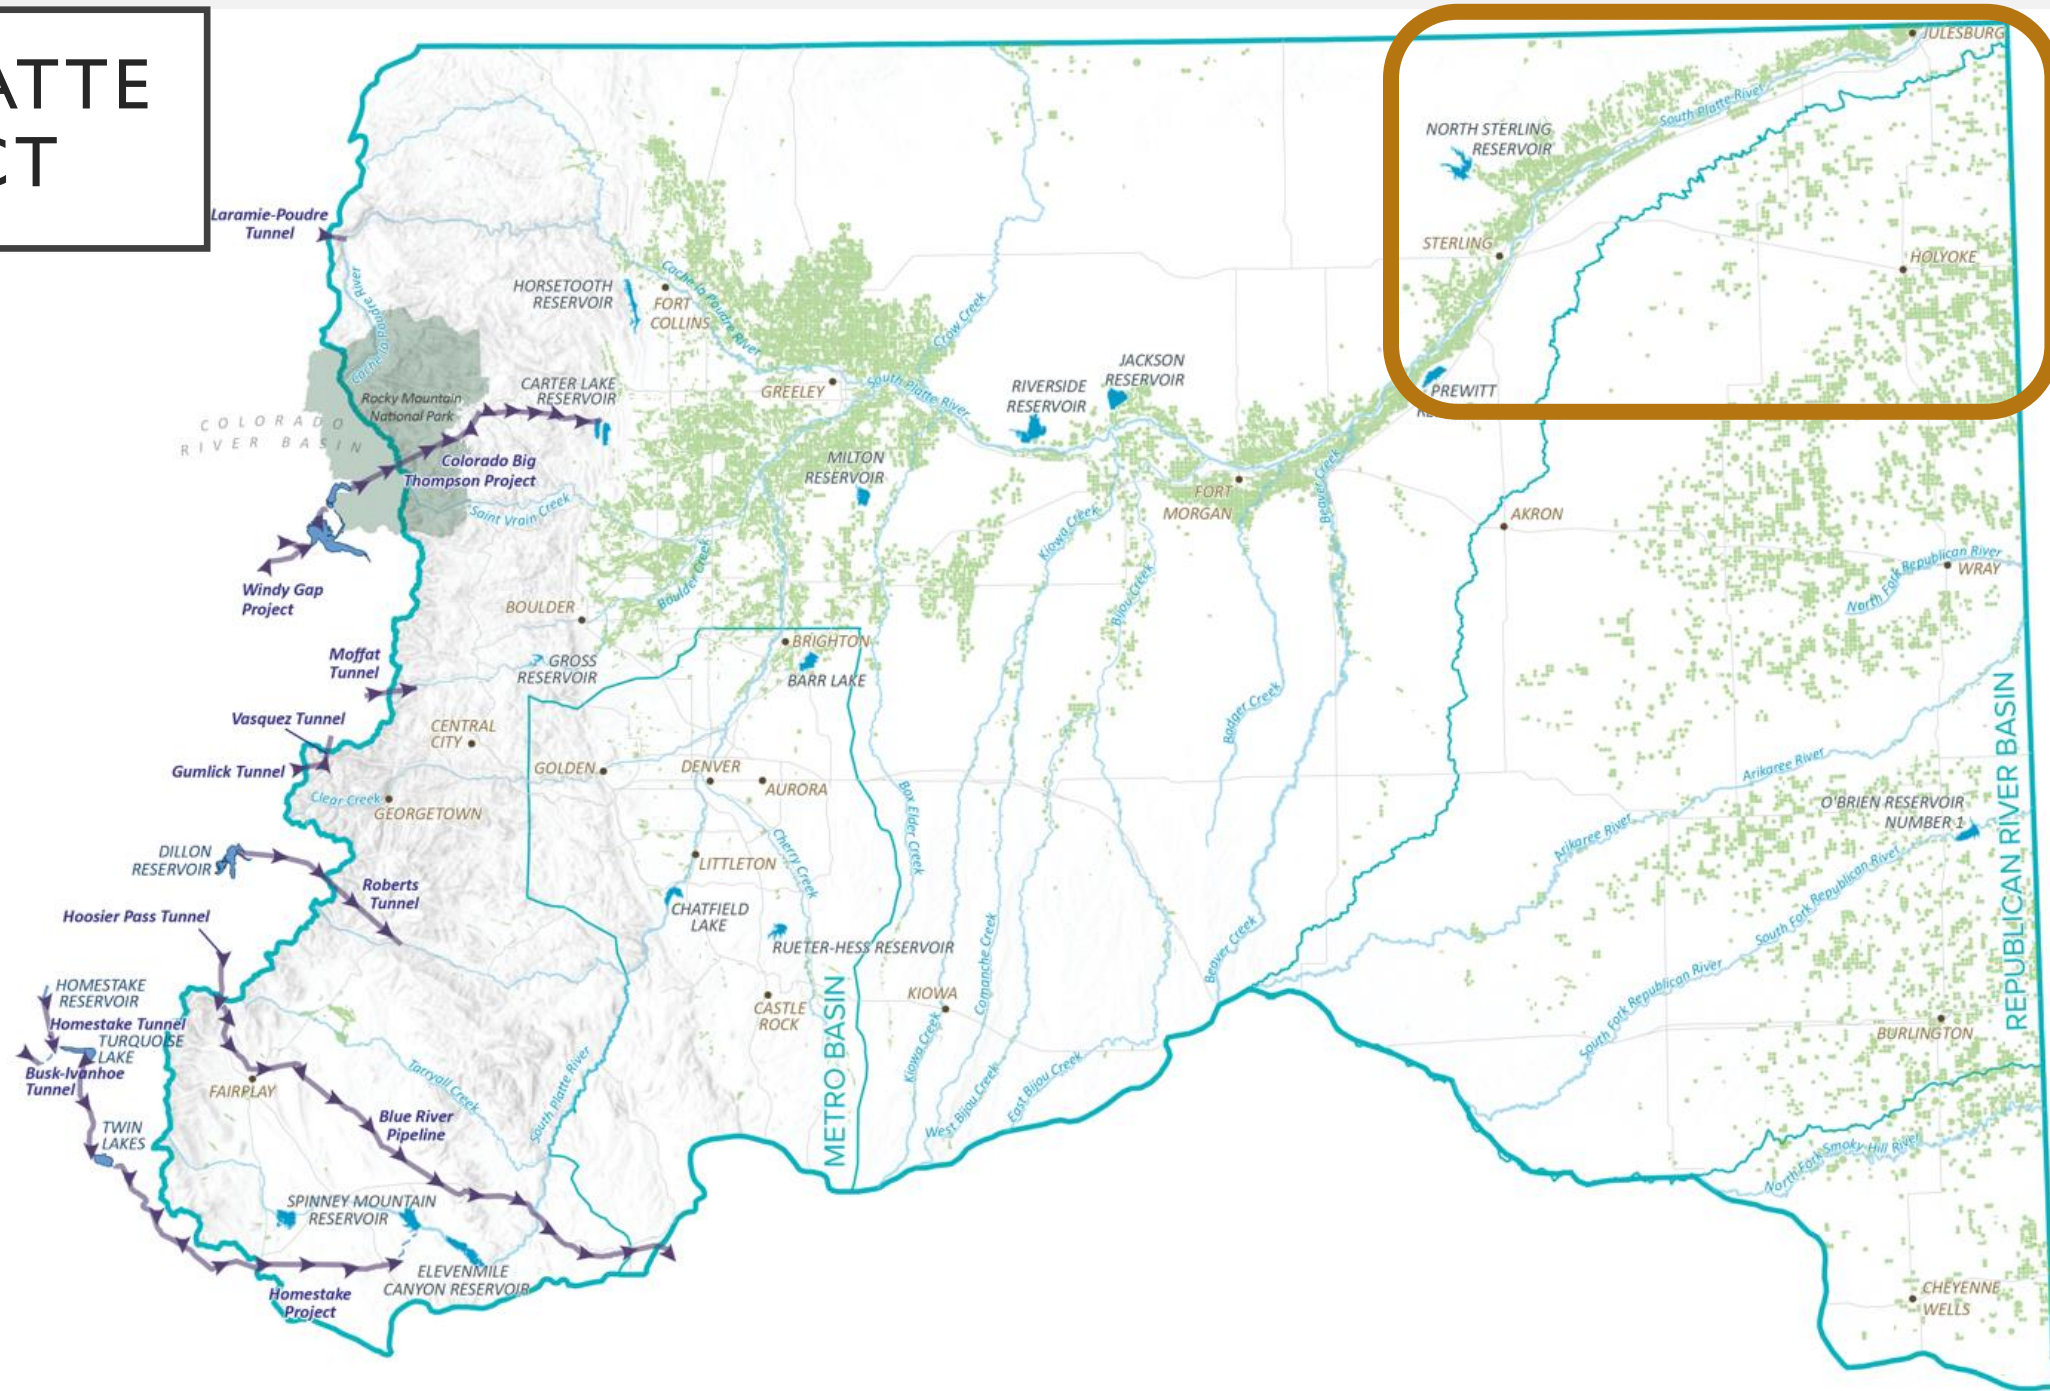 ATTE
CT
JULESBURG
South Platte River
NORTH STERLING
RESERVOIR
STERLING
HOLYOKE
PREWITT
Laramie-Poudre
Tunnel
Cache la Poudre River
HORSETOOTH
RESERVOIR
FORT
COLLINS
Cache la Poudre River
Crow Creek
Rocky Mountain
National Park
COLORADO
RIVER BASIN
CARTER LAKE
RESERVOIR
GREELEY
South Platte River
RIVERSIDE
RESERVOIR
JACKSON
RESERVOIR
Colorado Big
Thompson Project
MILTON
RESERVOIR
Saint Vrain Creek
FORT
MORGAN
Beaver Creek
AKRON
Kiowa Creek
Bijou Creek
North Fork Republican River
WRAY
Windy Gap
Project
BOULDER
Boulder Creek
BRIGHTON
GROSS
RESERVOIR
BARR LAKE
Moffat
Tunnel
Vasquez Tunnel
CENTRAL
CITY
Badger Creek
Gumlick Tunnel
GOLDEN
DENVER
AURORA
Clear Creek
GEORGETOWN
Box Elder Creek
Arikaree River
O'BRIEN RESERVOIR
NUMBER 1
Arikaree River
DILLON
RESERVOIR
LITTLETON
Cherry Creek
Roberts
Tunnel
Hoosier Pass Tunnel
CHATFIELD
LAKE
RUETER-HESS RESERVOIR
Comanche Creek
Beaver Creek
South Fork Republican River
South Fork Republican River
REPUBLICAN RIVER BASIN
HOMESTAKE
RESERVOIR
Homestake Tunnel
TURQUOISE
LAKE
Busk-Ivanhoe
Tunnel
CASTLE
ROCK
METRO BASIN
KIOWA
Kiowa Creek
BURLINGTON
FAIRPLAY
Tarryall Creek
South Platte River
West Bijou Creek
East Bijou Creek
Blue River
Pipeline
TWIN
LAKES
North Fork Smoky Hill River
SPINNEY MOUNTAIN
RESERVOIR
ELEVENMILE
CANYON RESERVOIR
Homestake
Project
CHEYENNE
WELLS